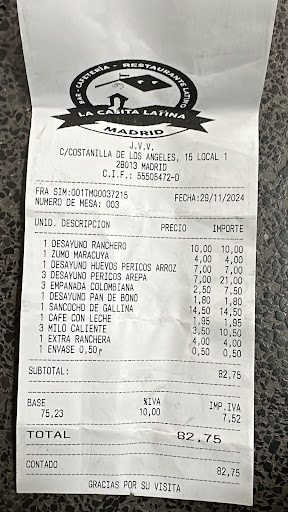 BAR - CAFETERÍA - RESTAURANTE LATINO
LA CASITA LATINA
MADRID
J.V.V.
C/COSTANILLA DE LOS ANGELES, 15 LOCAL 1
28013 MADRID
C.I.F.: 55505472-D
FRA SIM:001TM00037215 FECHA:29/11/2024
NUMERO DE MESA: 003
UNID. DESCRIPCION PRECIO IMPORTE
1 DESAYUNO RANCHERO 10,00 10,00
1 ZUMO MARACUYA 4,00 4,00
1 DESAYUNO HUEVOS PERICOS ARROZ 7,00 7,00
3 DESAYUNO PERICOS AREPA 7,00 21,00
3 EMPANADA COLOMBIANA 2,50 7,50
1 DESAYUNO PAN DE BONO 1,80 1,80
1 SANCOCHO DE GALLINA 14,50 14,50
1 CAFE CON LECHE 1,95 1,95
3 MILO CALIENTE 3,50 10,50
1 EXTRA RANCHERA 4,00 4,00
1 ENVASE 0,50 0,50 0,50
SUBTOTAL: 82,75
BASE %IVA IMP.IVA
75,23 10,00 7,52
TOTAL 82,75
CONTADO 82,75
GRACIAS POR SU VISITA